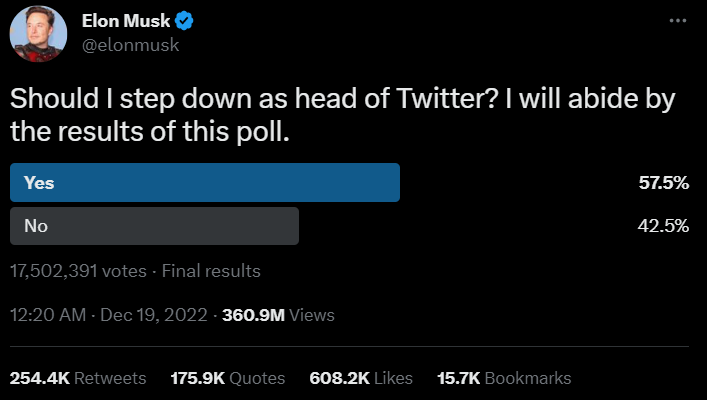 Elon Musk
@elonmusk
Should I step down as head of Twitter? I will abide by
the results of this poll.
Yes 57.5%
No 42.5%
17,502,391 votes · Final results
12:20 AM · Dec 19, 2022 · 360.9M Views
254.4K Retweets 175.9K Quotes 608.2K Likes 15.7K Bookmarks